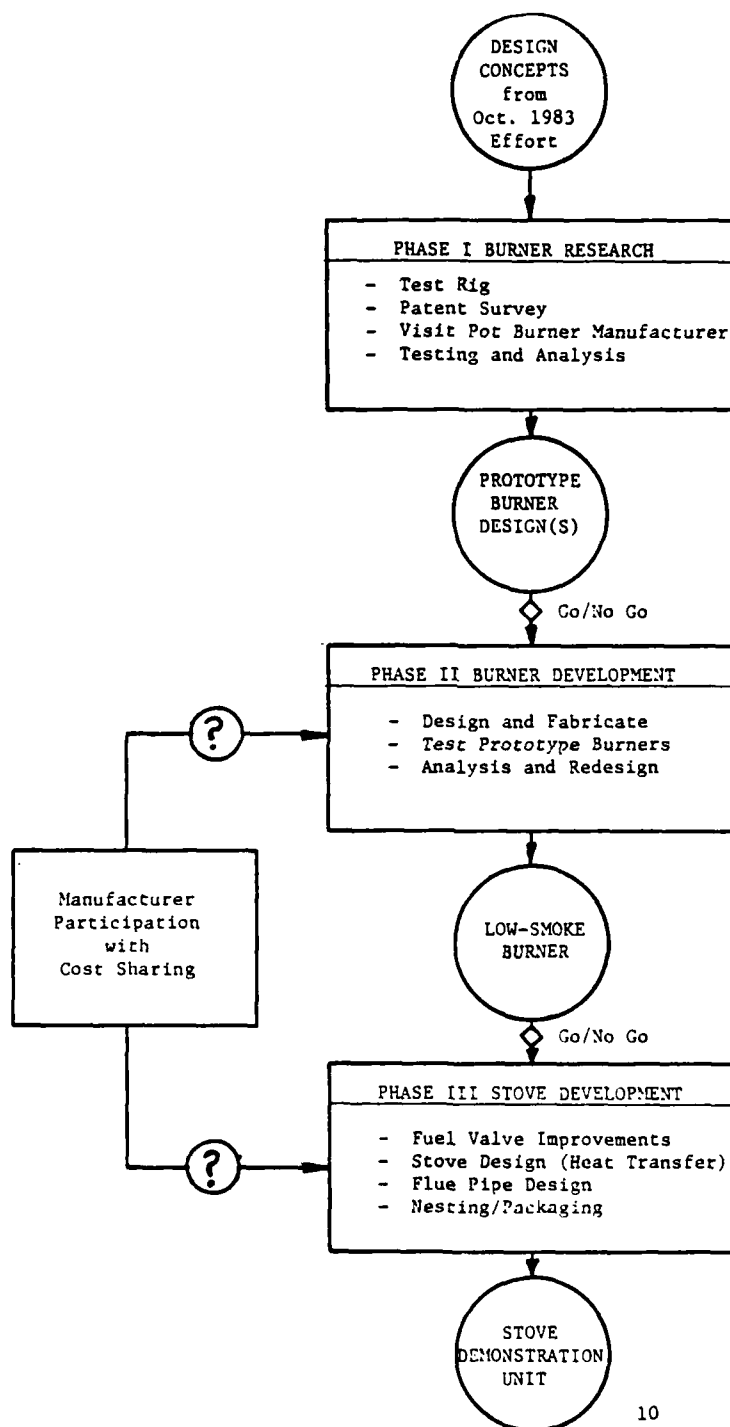 DESIGN
CONCEPTS
from
Oct. 1983
Effort
PHASE I BURNER RESEARCH
- Test Rig
- Patent Survey
- Visit Pot Burner Manufacturer
- Testing and Analysis
PROTOTYPE
BURNER
DESIGN(S)
Go/No Go
PHASE II BURNER DEVELOPMENT
- Design and Fabricate
- Test Prototype Burners
- Analysis and Redesign
?
Manufacturer
Participation
with
Cost Sharing
LOW-SMOKE
BURNER
Go/No Go
PHASE III STOVE DEVELOPMENT
- Fuel Valve Improvements
- Stove Design (Heat Transfer)
- Flue Pipe Design
- Nesting/Packaging
?
STOVE
DEMONSTRATION
UNIT
10